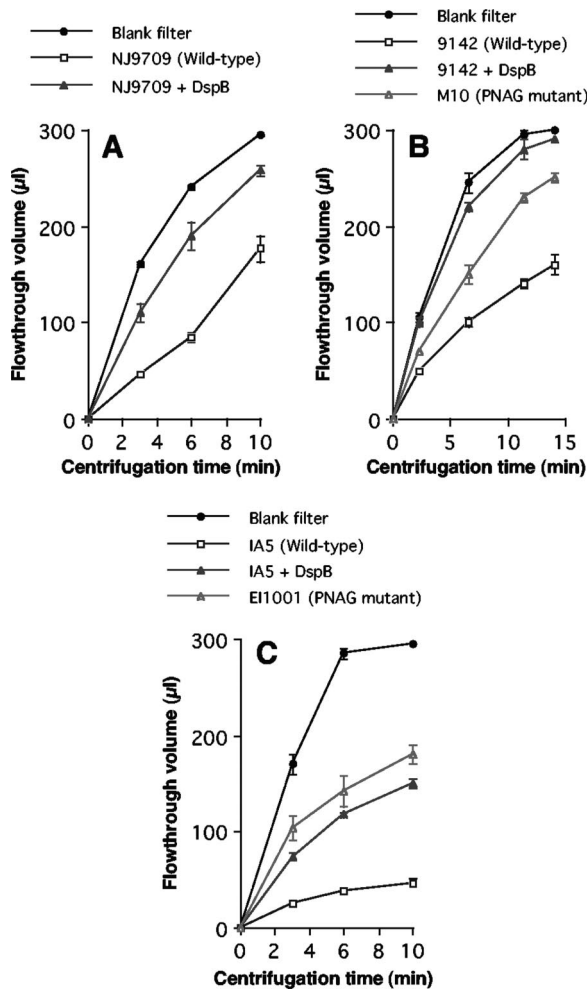 Blank filter
NJ9709 (Wild-type)
NJ9709 + DspB
A
300
200
100
0
Flowthrough volume (µl)
0 2 4 6 8 10
Centrifugation time (min)
Blank filter
9142 (Wild-type)
9142 + DspB
M10 (PNAG mutant)
B
300
200
100
0
Flowthrough volume (µl)
0 5 10 15
Centrifugation time (min)
Blank filter
IA5 (Wild-type)
IA5 + DspB
EI1001 (PNAG mutant)
C
300
200
100
0
Flowthrough volume (µl)
0 2 4 6 8 10
Centrifugation time (min)